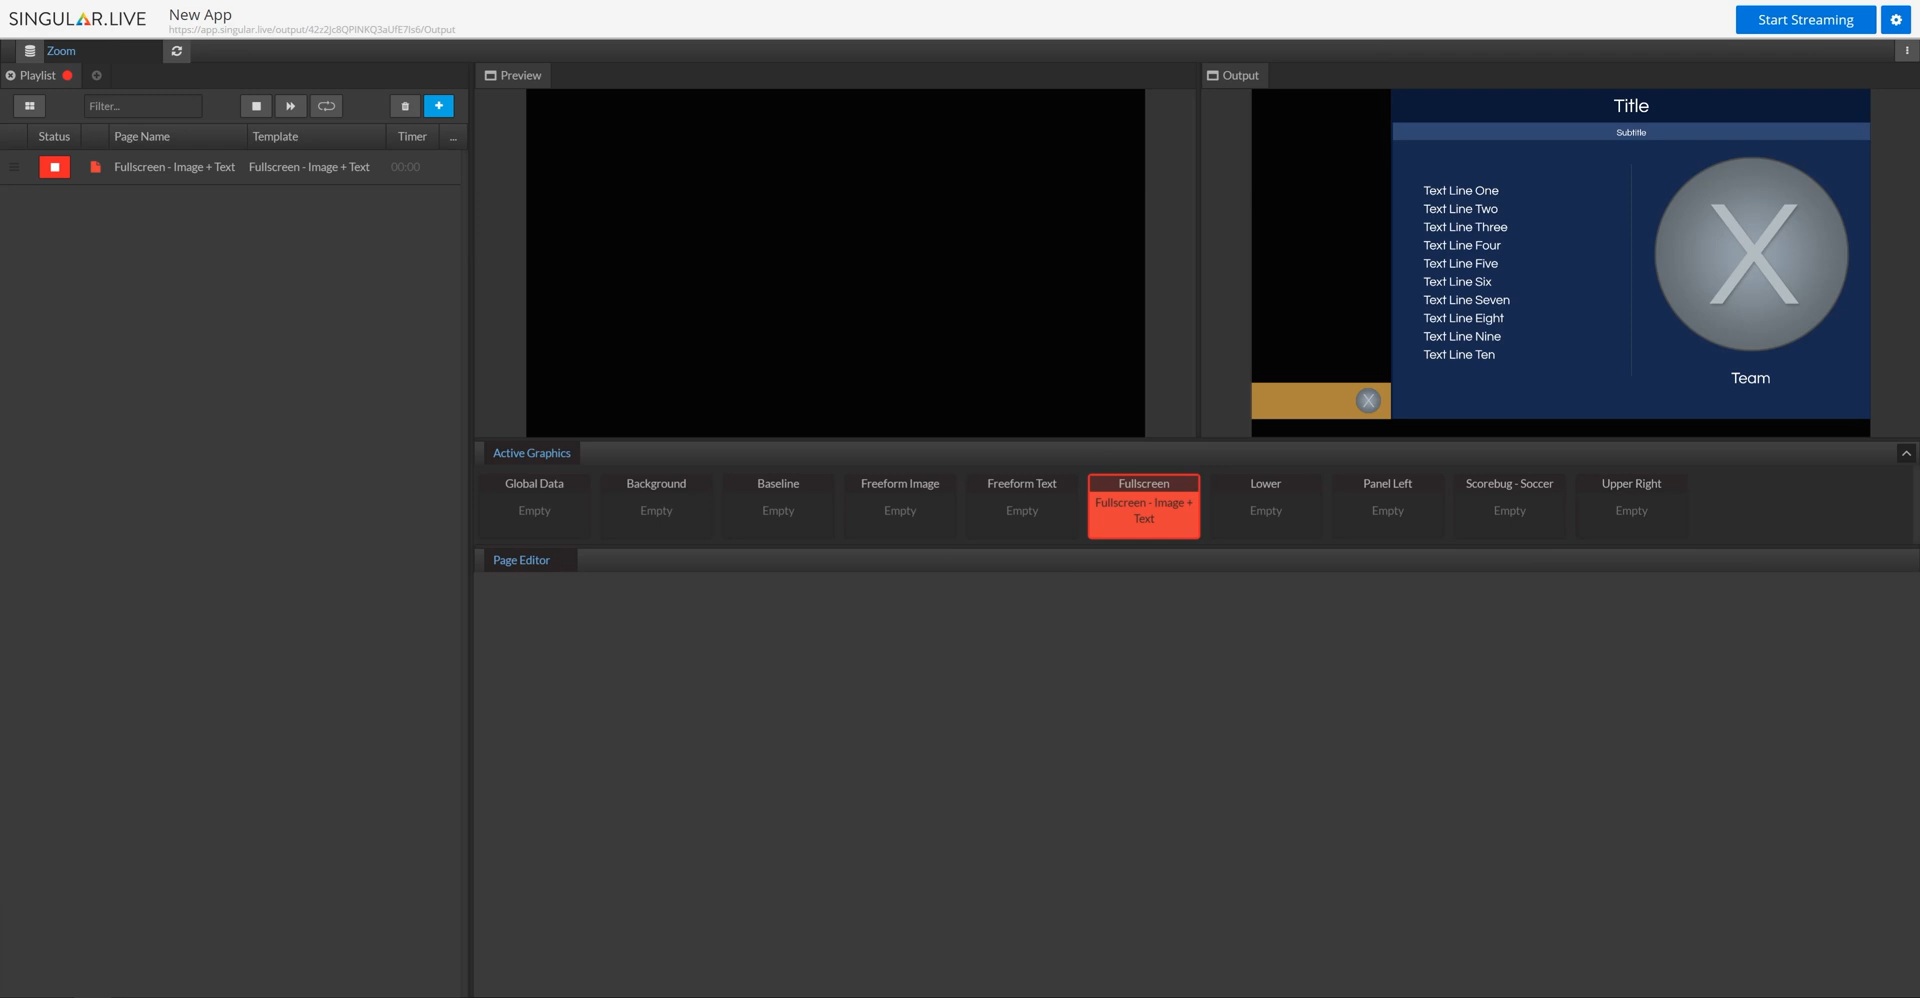 SINGULAR.LIVE
New App
https://app.singular.live/output/42z2Jc8QPINKQ3aUfE7Is6/Output
Start Streaming
Zoom
Playlist
Preview
Output
Filter...
Status
Page Name
Template
Timer
...
Fullscreen - Image + Text
Fullscreen - Image + Text
00:00
Title
Subtitle
Text Line One
Text Line Two
Text Line Three
Text Line Four
Text Line Five
Text Line Six
Text Line Seven
Text Line Eight
Text Line Nine
Text Line Ten
X
Team
X
Active Graphics
Global Data
Empty
Background
Empty
Baseline
Empty
Freeform Image
Empty
Freeform Text
Empty
Fullscreen
Fullscreen - Image +
Text
Lower
Empty
Panel Left
Empty
Scorebug - Soccer
Empty
Upper Right
Empty
Page Editor